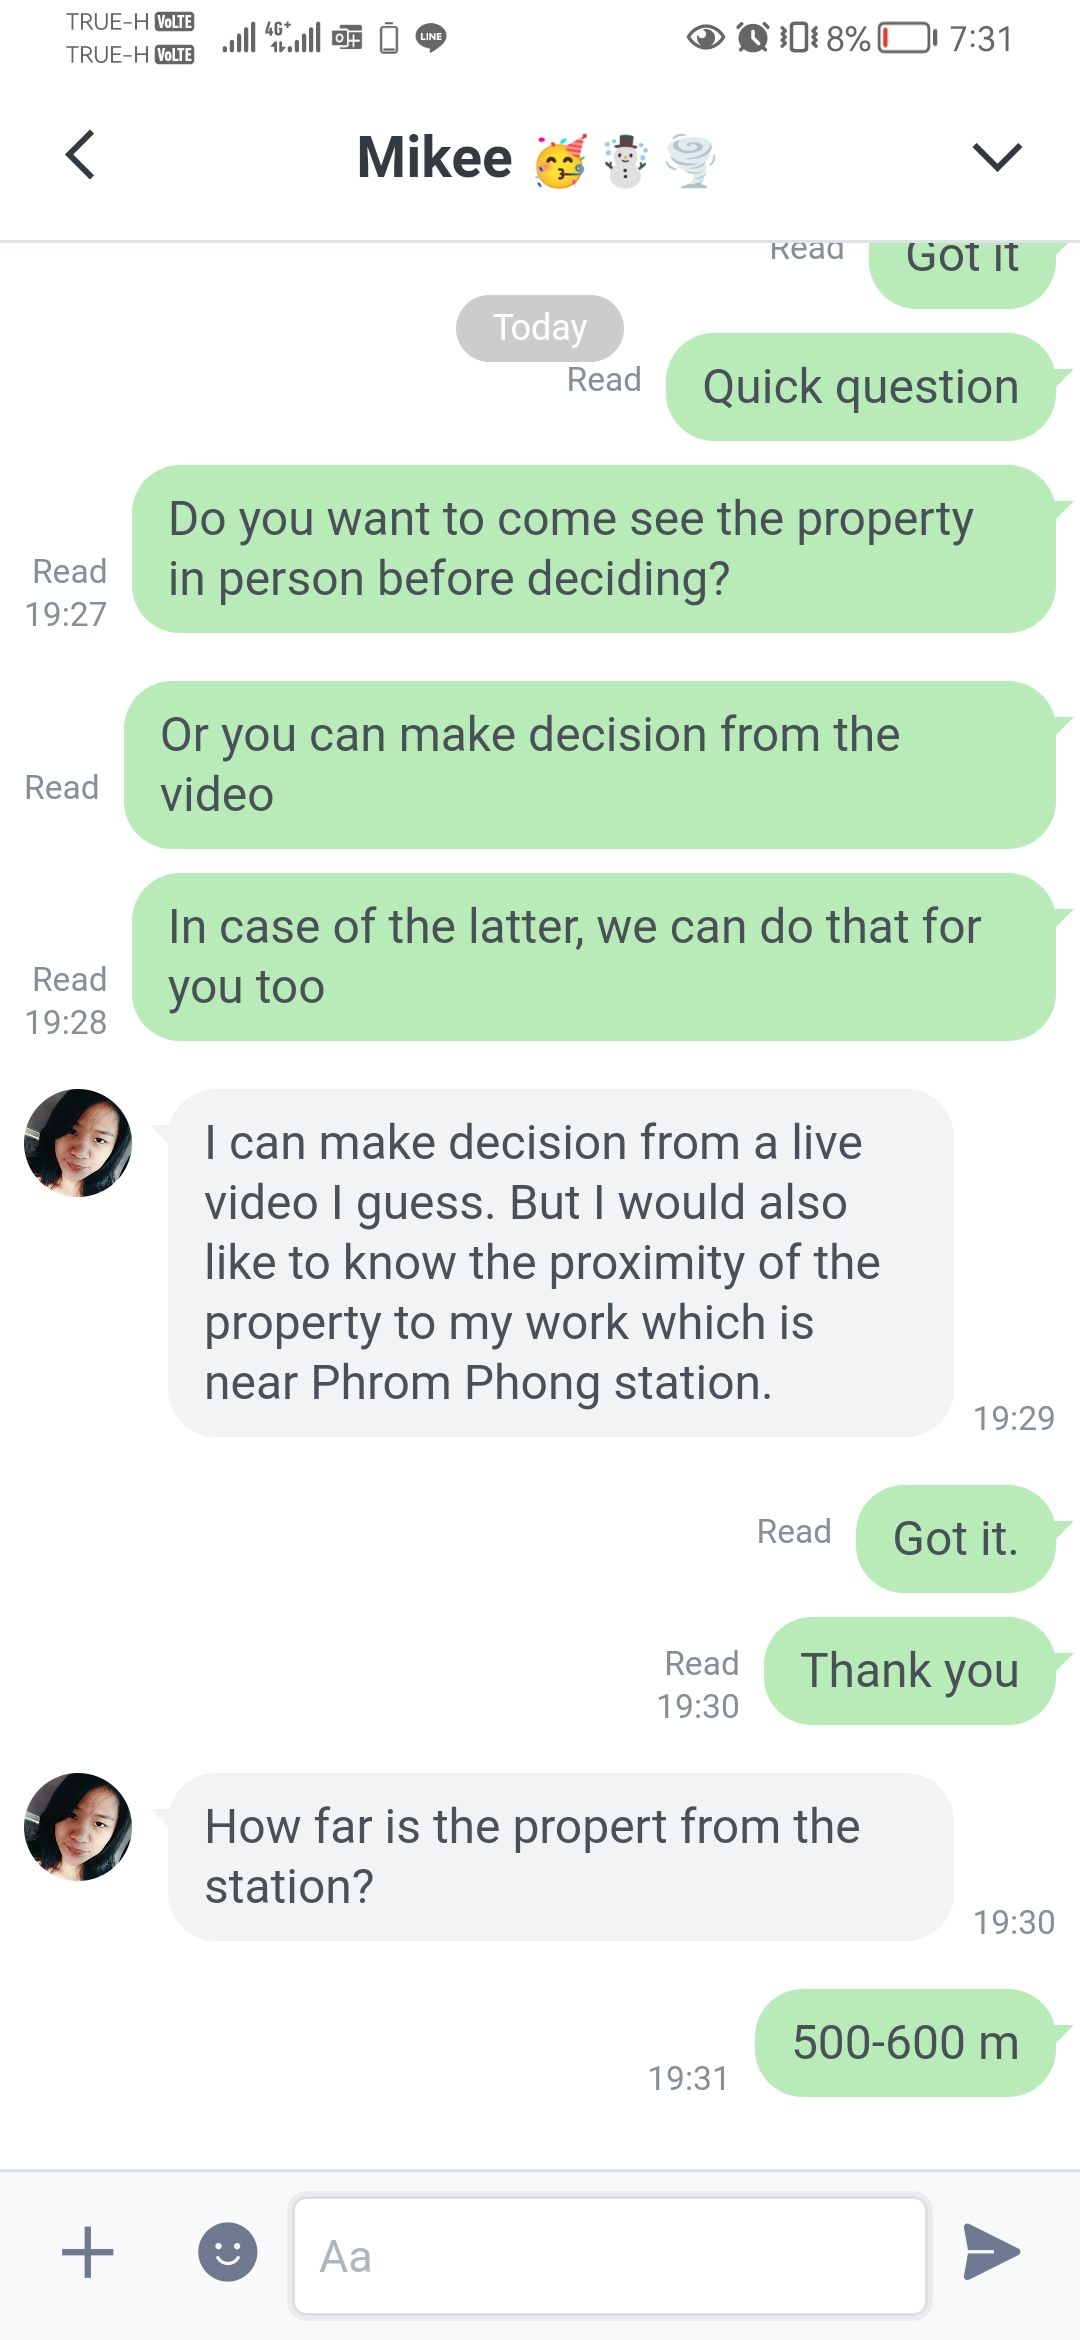 TRUE-H VoLTE
TRUE-H VoLTE
4G+
LINE
8%
7:31
Mikee 🥳☃️🌪️
Read
Got it
Today
Read
Quick question
Do you want to come see the property
in person before deciding?
Read
19:27
Or you can make decision from the
video
Read
In case of the latter, we can do that for
you too
Read
19:28
I can make decision from a live
video I guess. But I would also
like to know the proximity of the
property to my work which is
near Phrom Phong station.
19:29
Read
Got it.
Read
19:30
Thank you
How far is the propert from the
station?
19:30
500-600 m
19:31
Aa